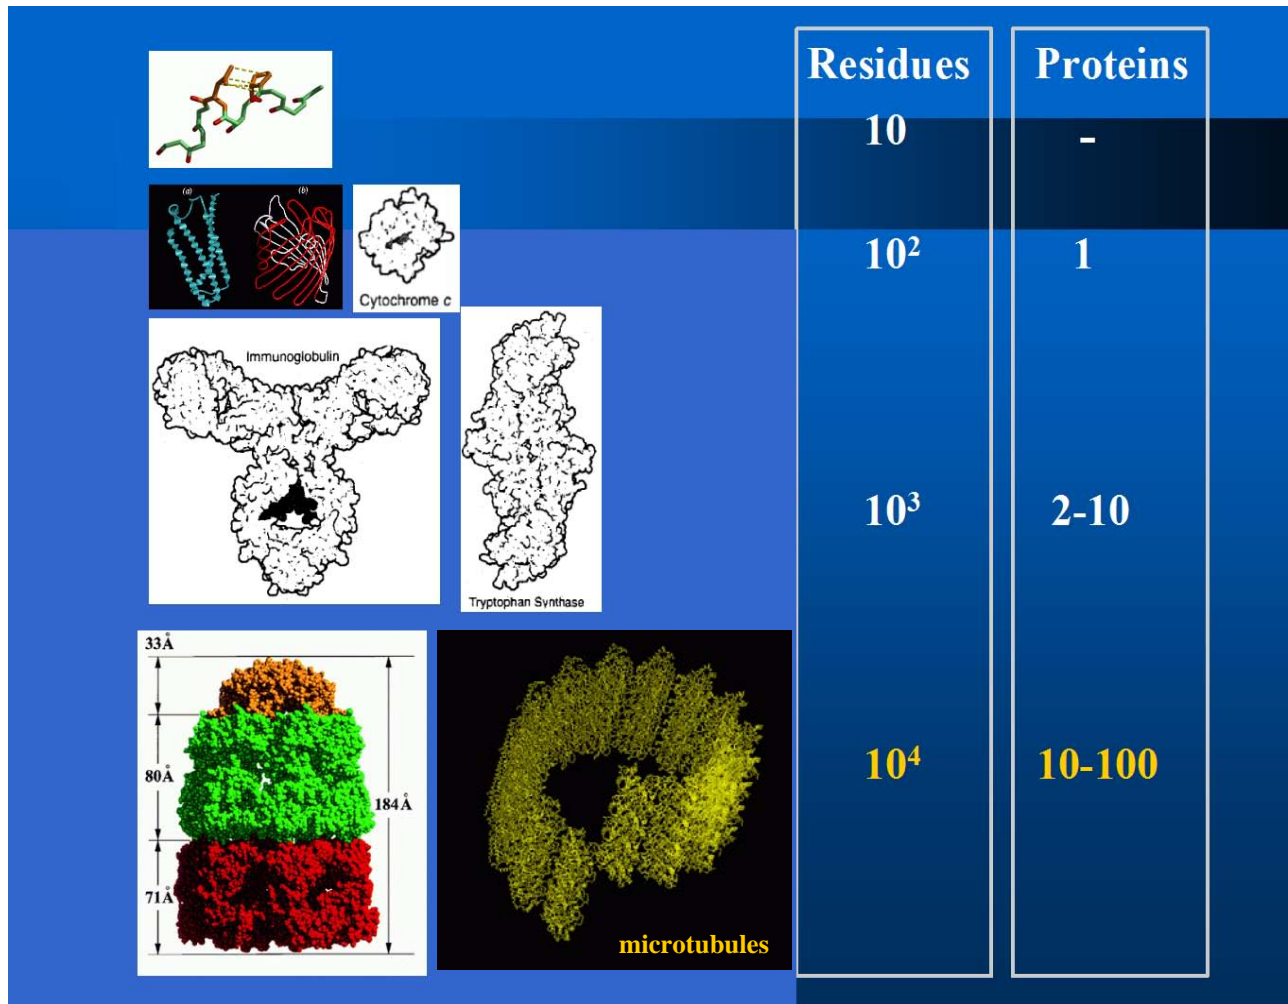 Residues Proteins
10 -
(a) (b)
Cytochrome c
10² 1
Immunoglobulin
Tryptophan Synthase
10³ 2-10
33Å
80Å
184Å
71Å
microtubules
10⁴ 10-100